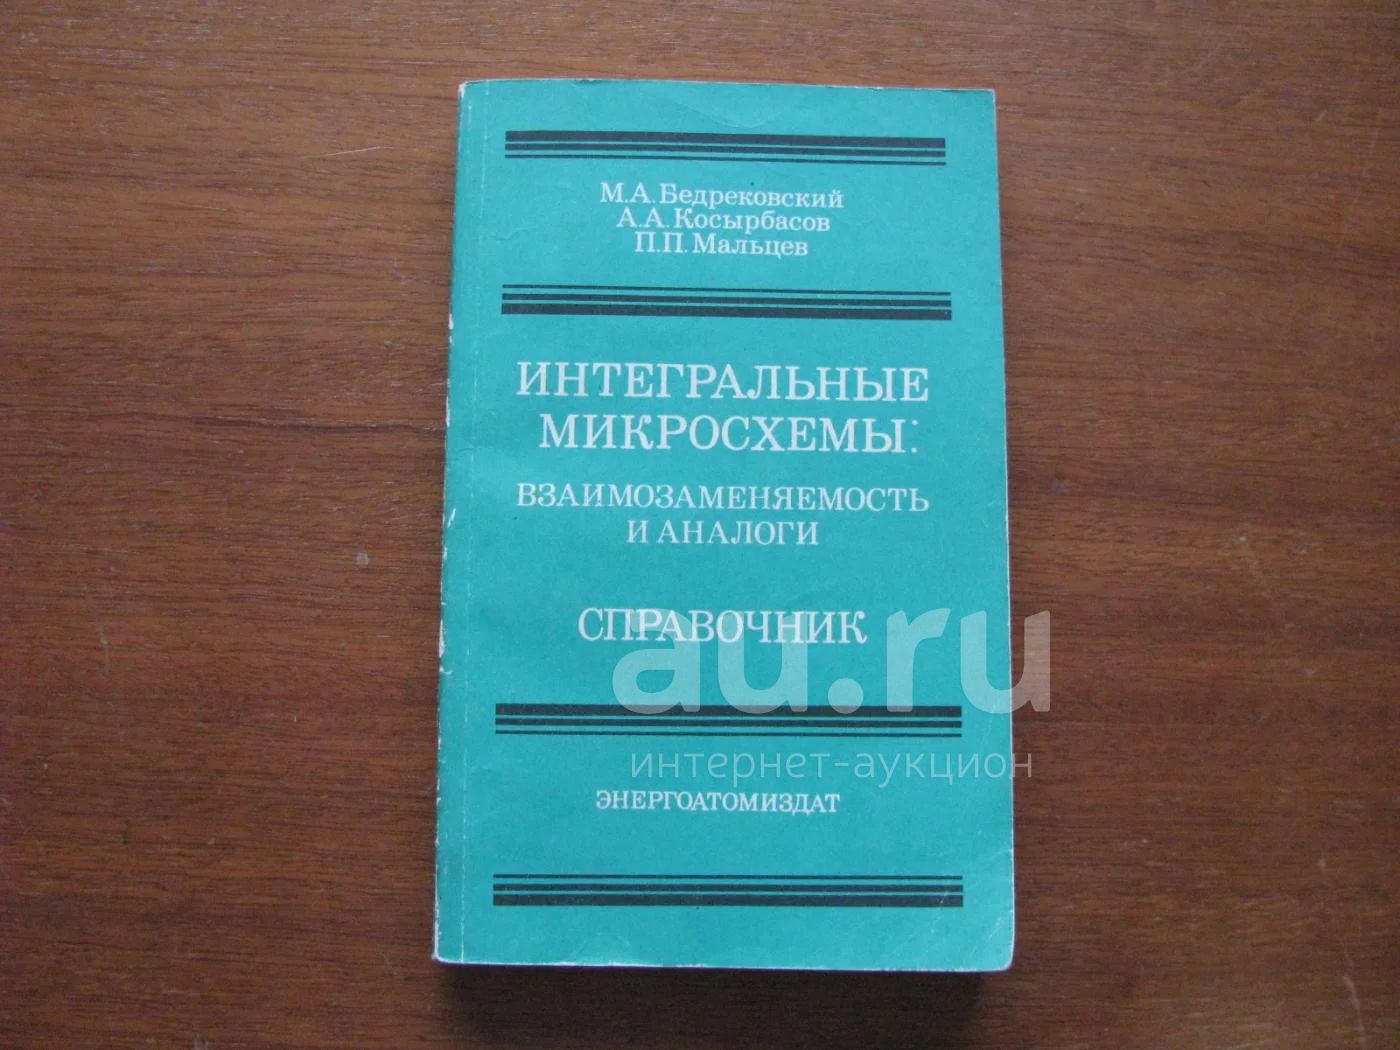 М.А. Бедрековский
А.А. Косырбасов
П.П. Мальцев
ИНТЕГРАЛЬНЫЕ
МИКРОСХЕМЫ:
ВЗАИМОЗАМЕНЯЕМОСТЬ
И АНАЛОГИ
СПРАВОЧНИК
au.ru
интернет-аукцион
ЭНЕРГОАТОМИЗДАТ